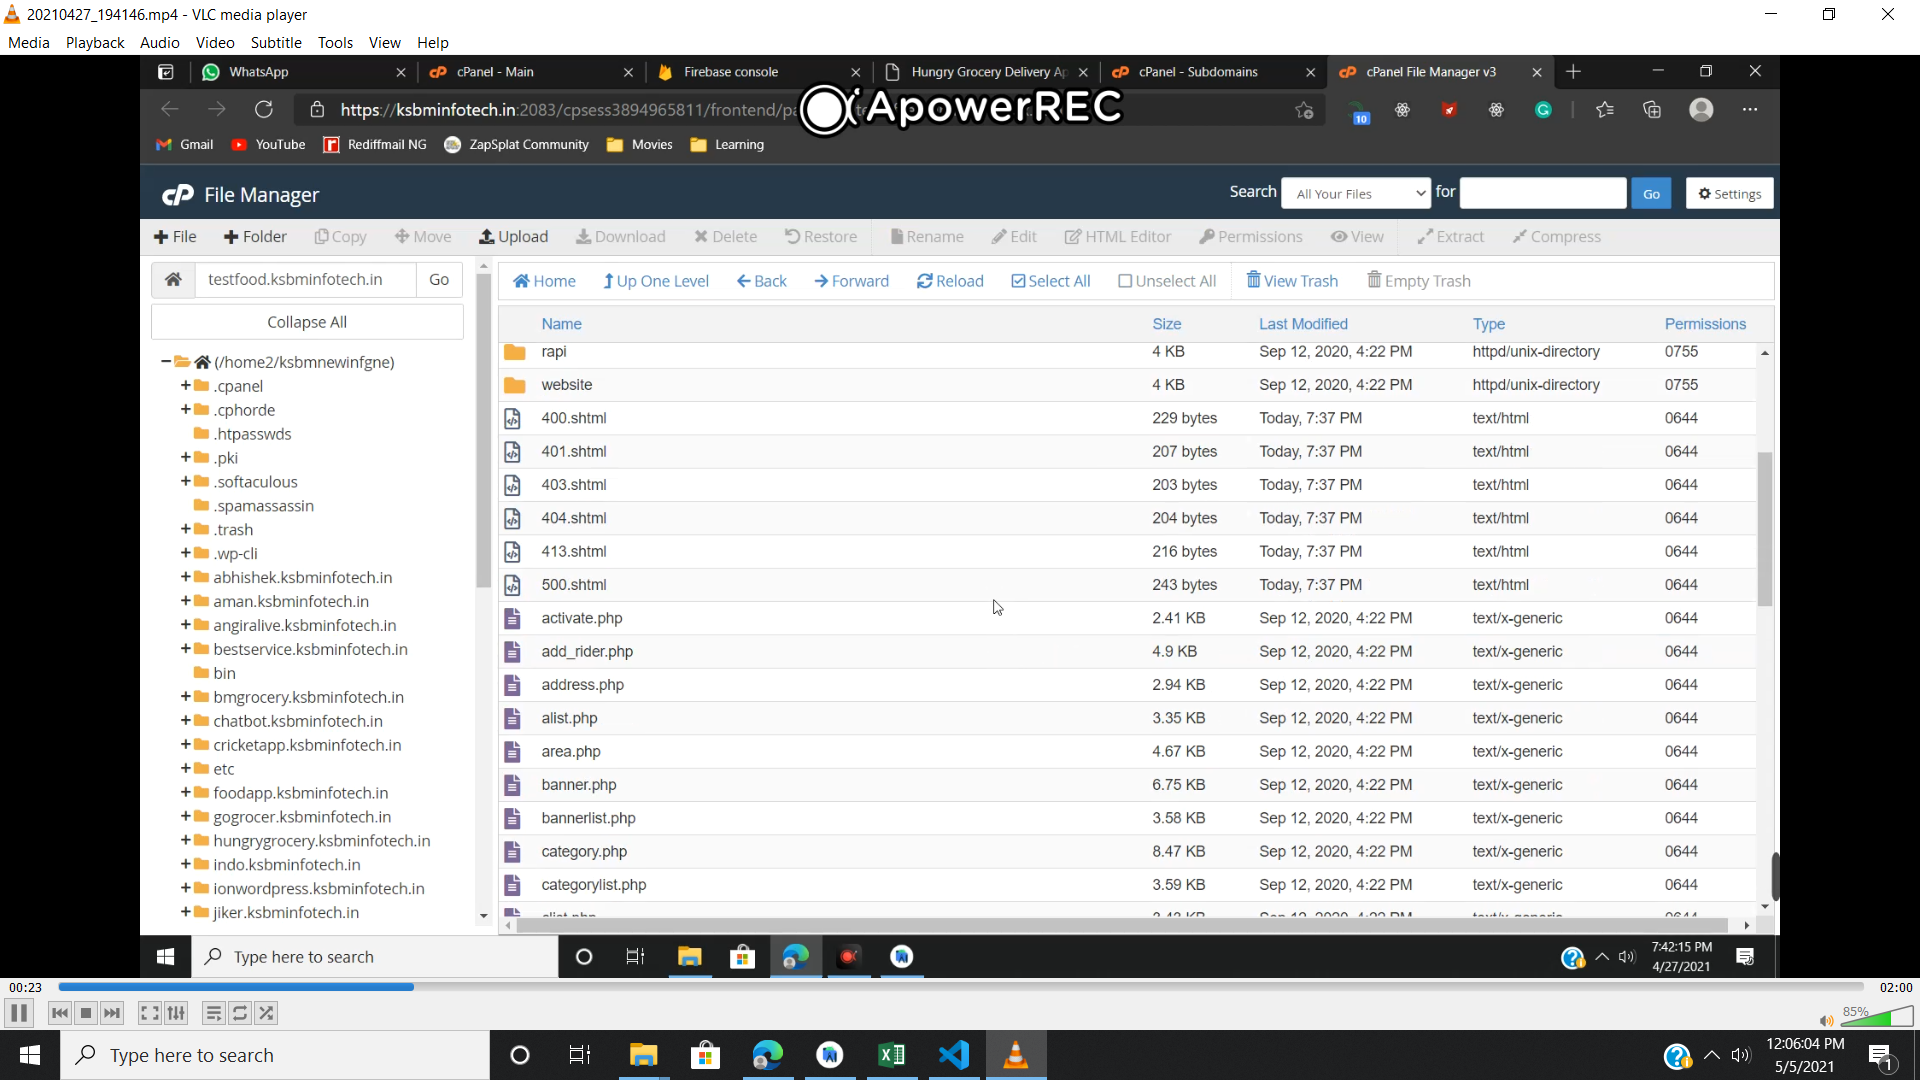 20210427_194146.mp4 - VLC media player
Media Playback Audio Video Subtitle Tools View Help
WhatsApp cPanel - Main Firebase console Hungry Grocery Delivery Ap cPanel - Subdomains cPanel File Manager v3
https://ksbminfotech.in:2083/cpsess3894965811/frontend/pa
ApowerREC
10
Gmail YouTube Rediffmail NG ZapSplat Community Movies Learning
cP File Manager
Search All Your Files for Go Settings
File Folder Copy Move Upload Download Delete Restore Rename Edit HTML Editor Permissions View Extract Compress
testfood.ksbminfotech.in Go
Collapse All
(/home2/ksbmnewinfgne)
.cpanel
.cphorde
.htpasswds
.pki
.softaculous
.spamassassin
.trash
.wp-cli
abhishek.ksbminfotech.in
aman.ksbminfotech.in
angiralive.ksbminfotech.in
bestservice.ksbminfotech.in
bin
bmgrocery.ksbminfotech.in
chatbot.ksbminfotech.in
cricketapp.ksbminfotech.in
etc
foodapp.ksbminfotech.in
gogrocer.ksbminfotech.in
hungrygrocery.ksbminfotech.in
indo.ksbminfotech.in
ionwordpress.ksbminfotech.in
jiker.ksbminfotech.in
Home Up One Level Back Forward Reload Select All Unselect All View Trash Empty Trash
Name Size Last Modified Type Permissions
rapi 4 KB Sep 12, 2020, 4:22 PM httpd/unix-directory 0755
website 4 KB Sep 12, 2020, 4:22 PM httpd/unix-directory 0755
400.shtml 229 bytes Today, 7:37 PM text/html 0644
401.shtml 207 bytes Today, 7:37 PM text/html 0644
403.shtml 203 bytes Today, 7:37 PM text/html 0644
404.shtml 204 bytes Today, 7:37 PM text/html 0644
413.shtml 216 bytes Today, 7:37 PM text/html 0644
500.shtml 243 bytes Today, 7:37 PM text/html 0644
activate.php 2.41 KB Sep 12, 2020, 4:22 PM text/x-generic 0644
add_rider.php 4.9 KB Sep 12, 2020, 4:22 PM text/x-generic 0644
address.php 2.94 KB Sep 12, 2020, 4:22 PM text/x-generic 0644
alist.php 3.35 KB Sep 12, 2020, 4:22 PM text/x-generic 0644
area.php 4.67 KB Sep 12, 2020, 4:22 PM text/x-generic 0644
banner.php 6.75 KB Sep 12, 2020, 4:22 PM text/x-generic 0644
bannerlist.php 3.58 KB Sep 12, 2020, 4:22 PM text/x-generic 0644
category.php 8.47 KB Sep 12, 2020, 4:22 PM text/x-generic 0644
categorylist.php 3.59 KB Sep 12, 2020, 4:22 PM text/x-generic 0644
Type here to search
7:42:15 PM
4/27/2021
00:23 02:00
85%
Type here to search
12:06:04 PM
5/5/2021
1